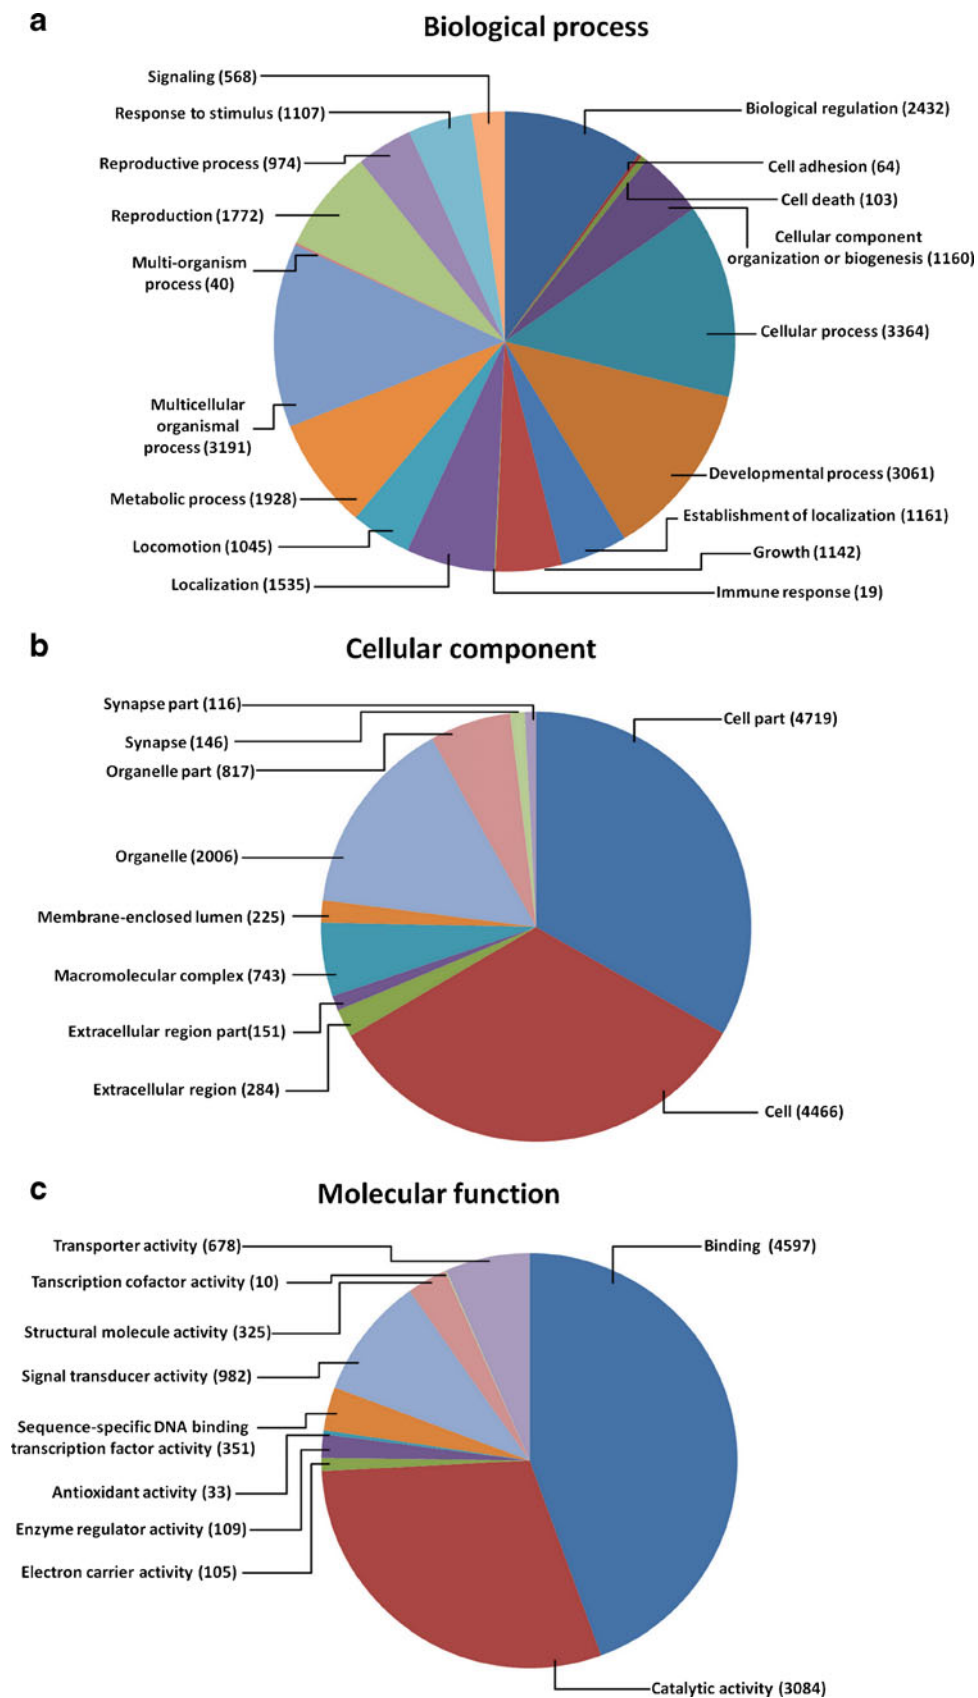 a
Biological process
Signaling (568)
Response to stimulus (1107)
Reproductive process (974)
Reproduction (1772)
Multi-organism
process (40)
Multicellular
organismal
process (3191)
Metabolic process (1928)
Locomotion (1045)
Localization (1535)
Biological regulation (2432)
Cell adhesion (64)
Cell death (103)
Cellular component
organization or biogenesis (1160)
Cellular process (3364)
Developmental process (3061)
Establishment of localization (1161)
Growth (1142)
Immune response (19)
b
Cellular component
Synapse part (116)
Synapse (146)
Organelle part (817)
Organelle (2006)
Membrane-enclosed lumen (225)
Macromolecular complex (743)
Extracellular region part(151)
Extracellular region (284)
Cell part (4719)
Cell (4466)
c
Molecular function
Transporter activity (678)
Tanscription cofactor activity (10)
Structural molecule activity (325)
Signal transducer activity (982)
Sequence-specific DNA binding
transcription factor activity (351)
Antioxidant activity (33)
Enzyme regulator activity (109)
Electron carrier activity (105)
Binding (4597)
Catalytic activity (3084)